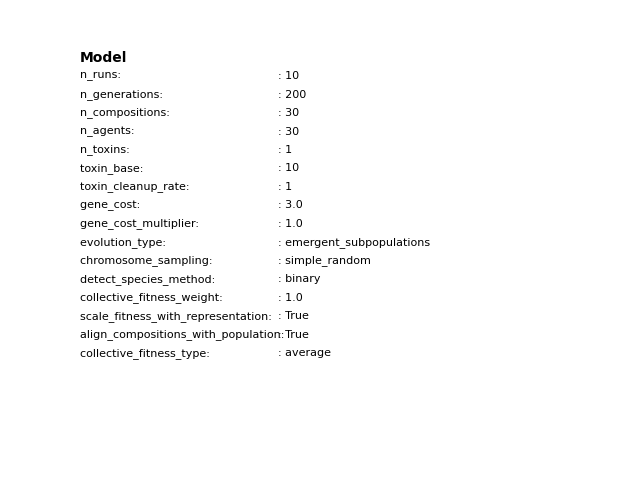 Model
n_runs: : 10
n_generations: : 200
n_compositions: : 30
n_agents: : 30
n_toxins: : 1
toxin_base: : 10
toxin_cleanup_rate: : 1
gene_cost: : 3.0
gene_cost_multiplier: : 1.0
evolution_type: : emergent_subpopulations
chromosome_sampling: : simple_random
detect_species_method: : binary
collective_fitness_weight: : 1.0
scale_fitness_with_representation: : True
align_compositions_with_population: : True
collective_fitness_type: : average